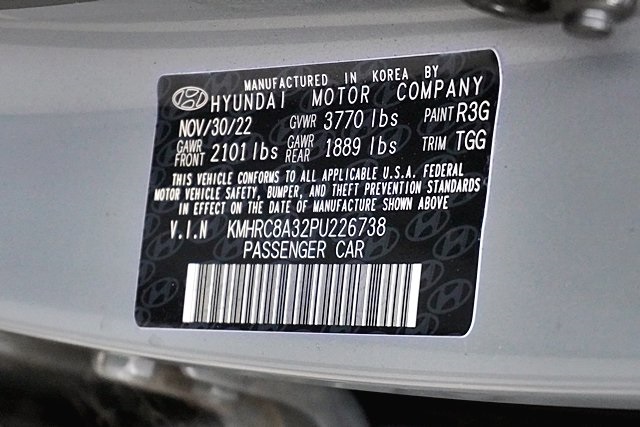 MANUFACTURED IN KOREA BY
HYUNDAI MOTOR COMPANY
NOV/30/22 GVWR 3770 lbs PAINT R3G
GAWR FRONT 2101 lbs GAWR REAR 1889 lbs TRIM TGG
THIS VEHICLE CONFORMS TO ALL APPLICABLE U.S.A. FEDERAL
MOTOR VEHICLE SAFETY, BUMPER, AND THEFT PREVENTION STANDARDS
IN EFFECT ON THE DATE OF MANUFACTURE SHOWN ABOVE
V.I.N KMHRC8A32PU226738
PASSENGER CAR